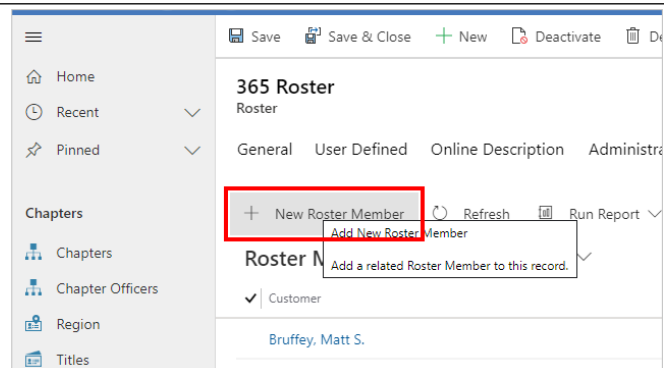 Save Save & Close New Deactivate
Home
365 Roster
Recent
Roster
Pinned
General User Defined Online Description
Chapters
New Roster Member Refresh Run Report
Add New Roster Member
Chapters
Roster
Add a related Roster Member to this record.
Chapter Officers
Customer
Region
Bruffey, Matt S.
Titles